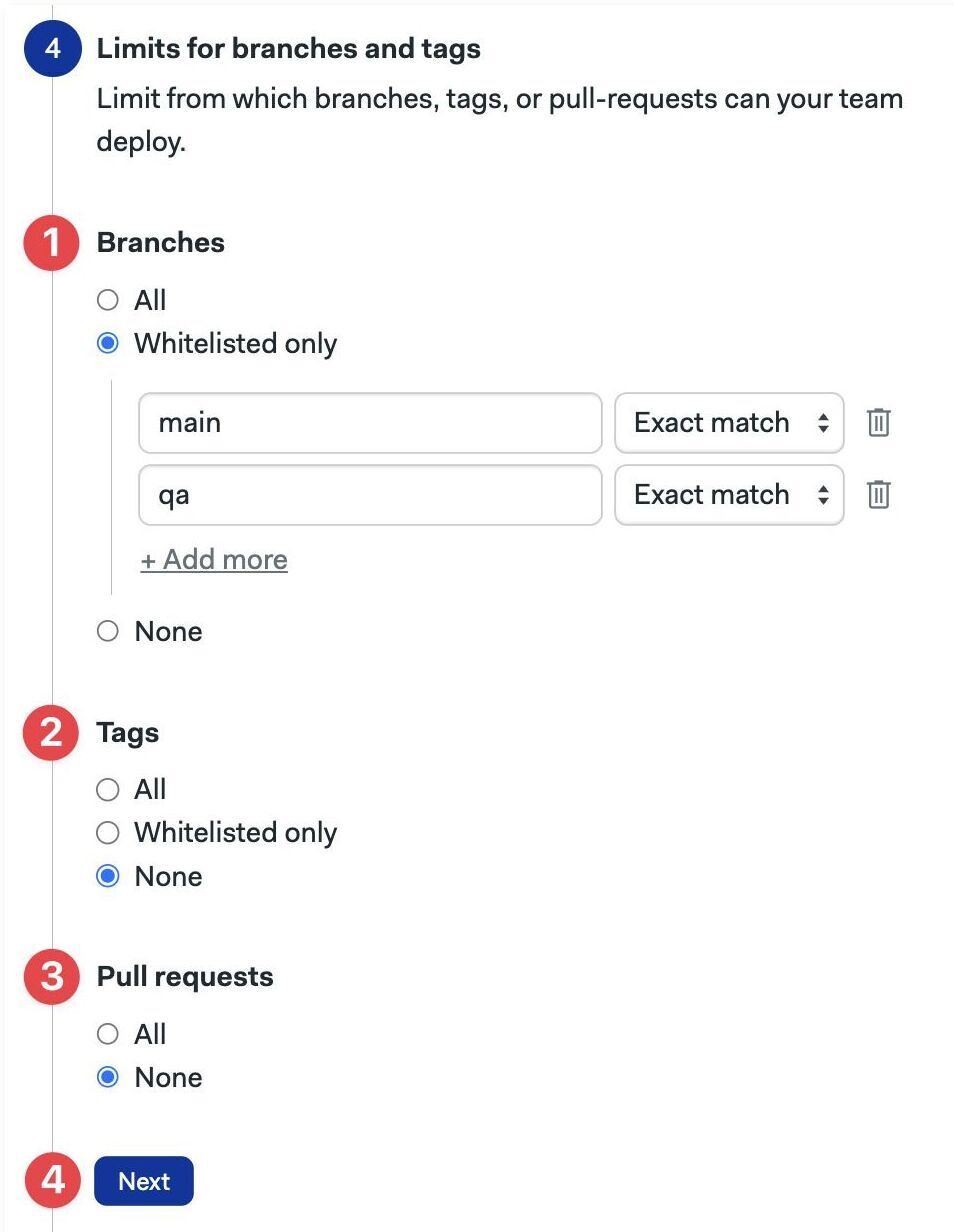 4 Limits for branches and tags
Limit from which branches, tags, or pull-requests can your team
deploy.
1 Branches
All
Whitelisted only
main Exact match
qa Exact match
+ Add more
None
2 Tags
All
Whitelisted only
None
3 Pull requests
All
None
4 Next